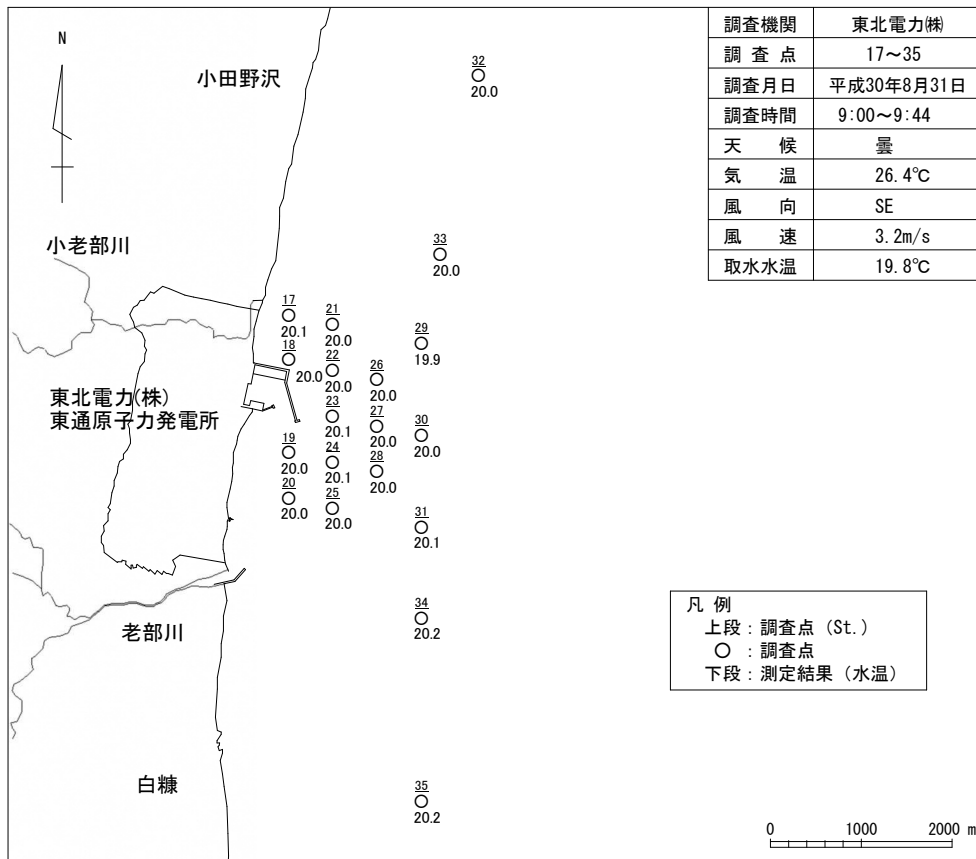 調査機関 東北電力㈱
調査点 17～35
調査月日 平成30年8月31日
調査時間 9:00～9:44
天候 曇
気温 26.4℃
風向 SE
風速 3.2m/s
取水水温 19.8℃
N
小田野沢
32
20.0
小老部川
33
20.0
17
20.1
21
20.0
18
20.0
29
19.9
22
20.0
26
20.0
東北電力(株)
東通原子力発電所
23
20.1
27
20.0
30
20.0
19
20.0
24
20.1
28
20.0
20
20.0
25
20.0
31
20.1
34
20.2
老部川
凡 例
上段：調査点（St.）
○ ：調査点
下段：測定結果（水温）
白糠
35
20.2
0 1000 2000 m